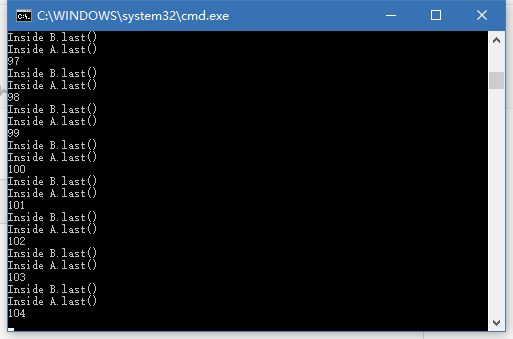 C:\WINDOWS\system32\cmd.exe
Inside B.last()
Inside A.last()
97
Inside B.last()
Inside A.last()
98
Inside B.last()
Inside A.last()
99
Inside B.last()
Inside A.last()
100
Inside B.last()
Inside A.last()
101
Inside B.last()
Inside A.last()
102
Inside B.last()
Inside A.last()
103
Inside B.last()
Inside A.last()
104